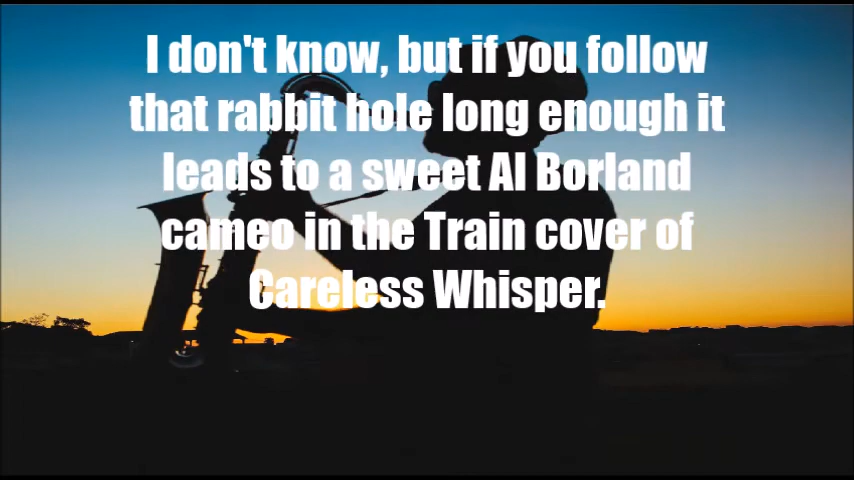 I don't know, but if you follow
that rabbit hole long enough it
leads to a sweet Al Borland
cameo in the Train cover of
Careless Whisper.